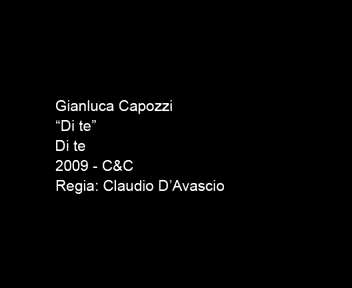 Gianluca Capozzi
“Di te”
Di te
2009 - C&C
Regia: Claudio D’Avascio